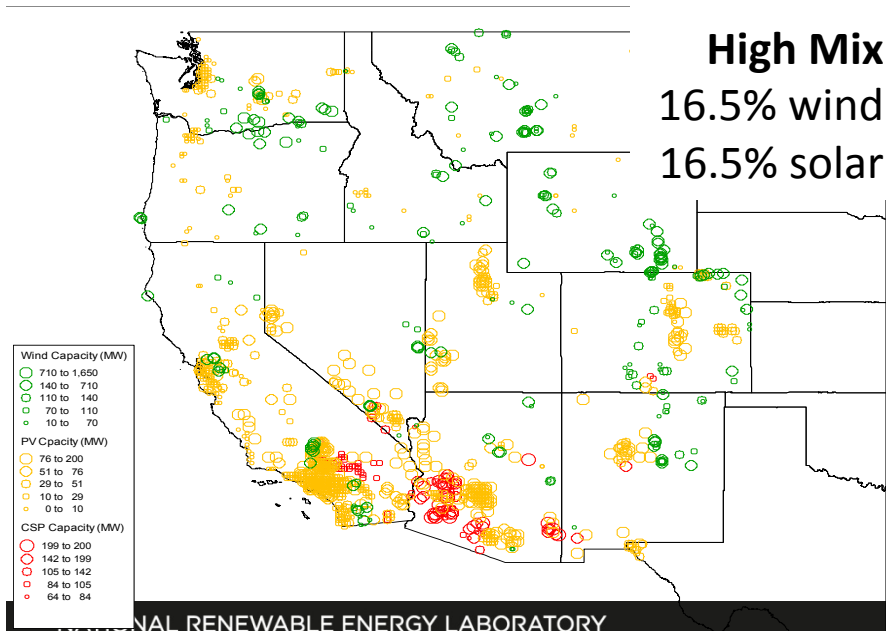 High Mix
16.5% wind
16.5% solar
Wind Capacity (MW)
710 to 1,650
140 to 710
110 to 140
70 to 110
10 to 70
PV Cpacity (MW)
76 to 200
51 to 76
29 to 51
10 to 29
0 to 10
CSP Capacity (MW)
199 to 200
142 to 199
105 to 142
84 to 105
64 to 84
NATIONAL RENEWABLE ENERGY LABORATORY